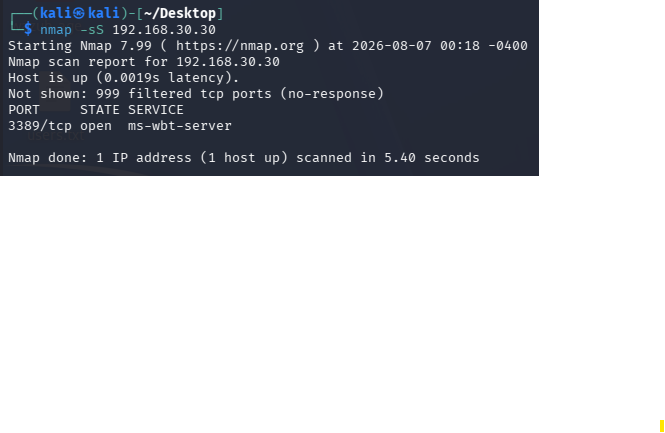 ┌──(kali㉿kali)-[~/Desktop]
└─$ nmap -sS 192.168.30.30
Starting Nmap 7.99 ( https://nmap.org ) at 2026-08-07 00:18 -0400
Nmap scan report for 192.168.30.30
Host is up (0.0019s latency).
Not shown: 999 filtered tcp ports (no-response)
PORT     STATE SERVICE
3389/tcp open  ms-wbt-server
Nmap done: 1 IP address (1 host up) scanned in 5.40 seconds